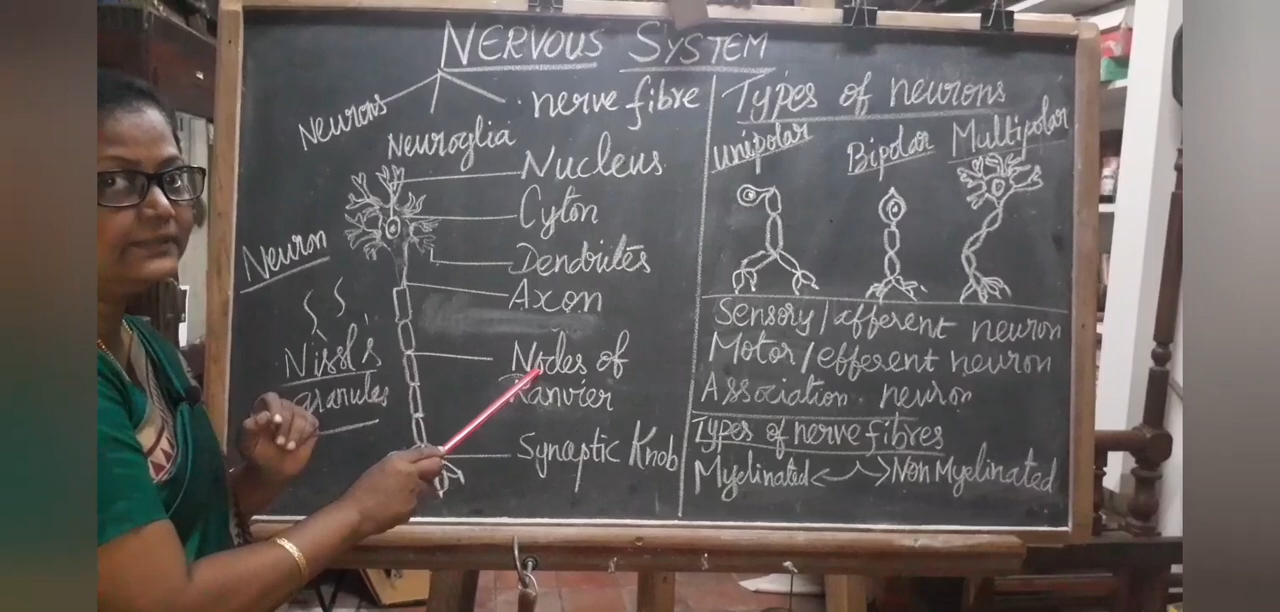 NERVOUS SYSTEM
Neurons
Neuroglia
nerve fibre
Nucleus
Cyton
Dendrites
Axon
Nodes of
Ranvier
Synaptic Knob
Neuron
Nissl's
granules
Types of neurons
Unipolar
Bipolar
Multipolar
Sensory/afferent neuron
Motor/efferent neuron
Association neuron
Types of nerve fibres
Myelinated Non Myelinated